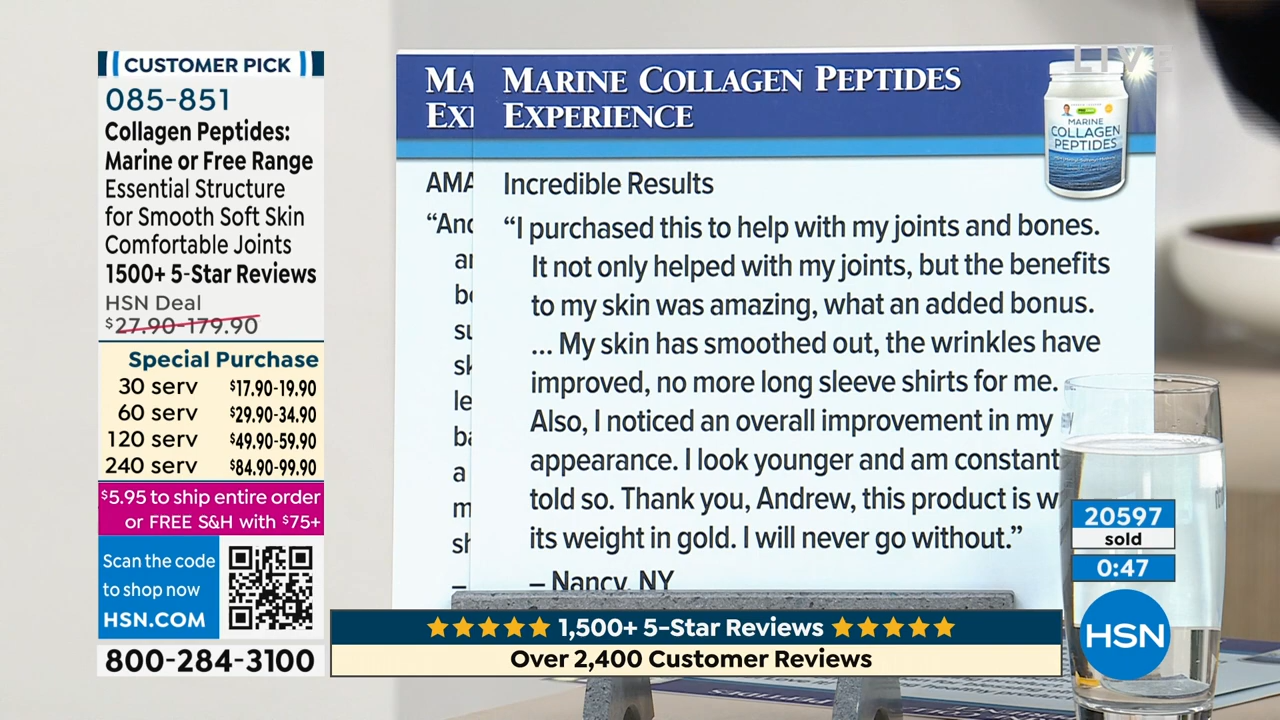 CUSTOMER PICK
085-851
Collagen Peptides:
Marine or Free Range
Essential Structure
for Smooth Soft Skin
Comfortable Joints
1500+ 5-Star Reviews
HSN Deal
$27.90-179.90
Special Purchase
30 serv $17.90-19.90
60 serv $29.90-34.90
120 serv $49.90-59.90
240 serv $84.90-99.90
$5.95 to ship entire order
or FREE S&H with $75+
Scan the code
to shop now
HSN.COM
800-284-3100
LIVE
MA
EXI
AMA
“And
MARINE COLLAGEN PEPTIDES
EXPERIENCE
MARINE
COLLAGEN
PEPTIDES
Incredible Results
“I purchased this to help with my joints and bones.
It not only helped with my joints, but the benefits
to my skin was amazing, what an added bonus.
... My skin has smoothed out, the wrinkles have
improved, no more long sleeve shirts for me.
Also, I noticed an overall improvement in my
appearance. I look younger and am constant
told so. Thank you, Andrew, this product is w
its weight in gold. I will never go without.”
– Nancy, NY
20597
sold
0:47
HSN
★★★★★ 1,500+ 5-Star Reviews ★★★★★
Over 2,400 Customer Reviews